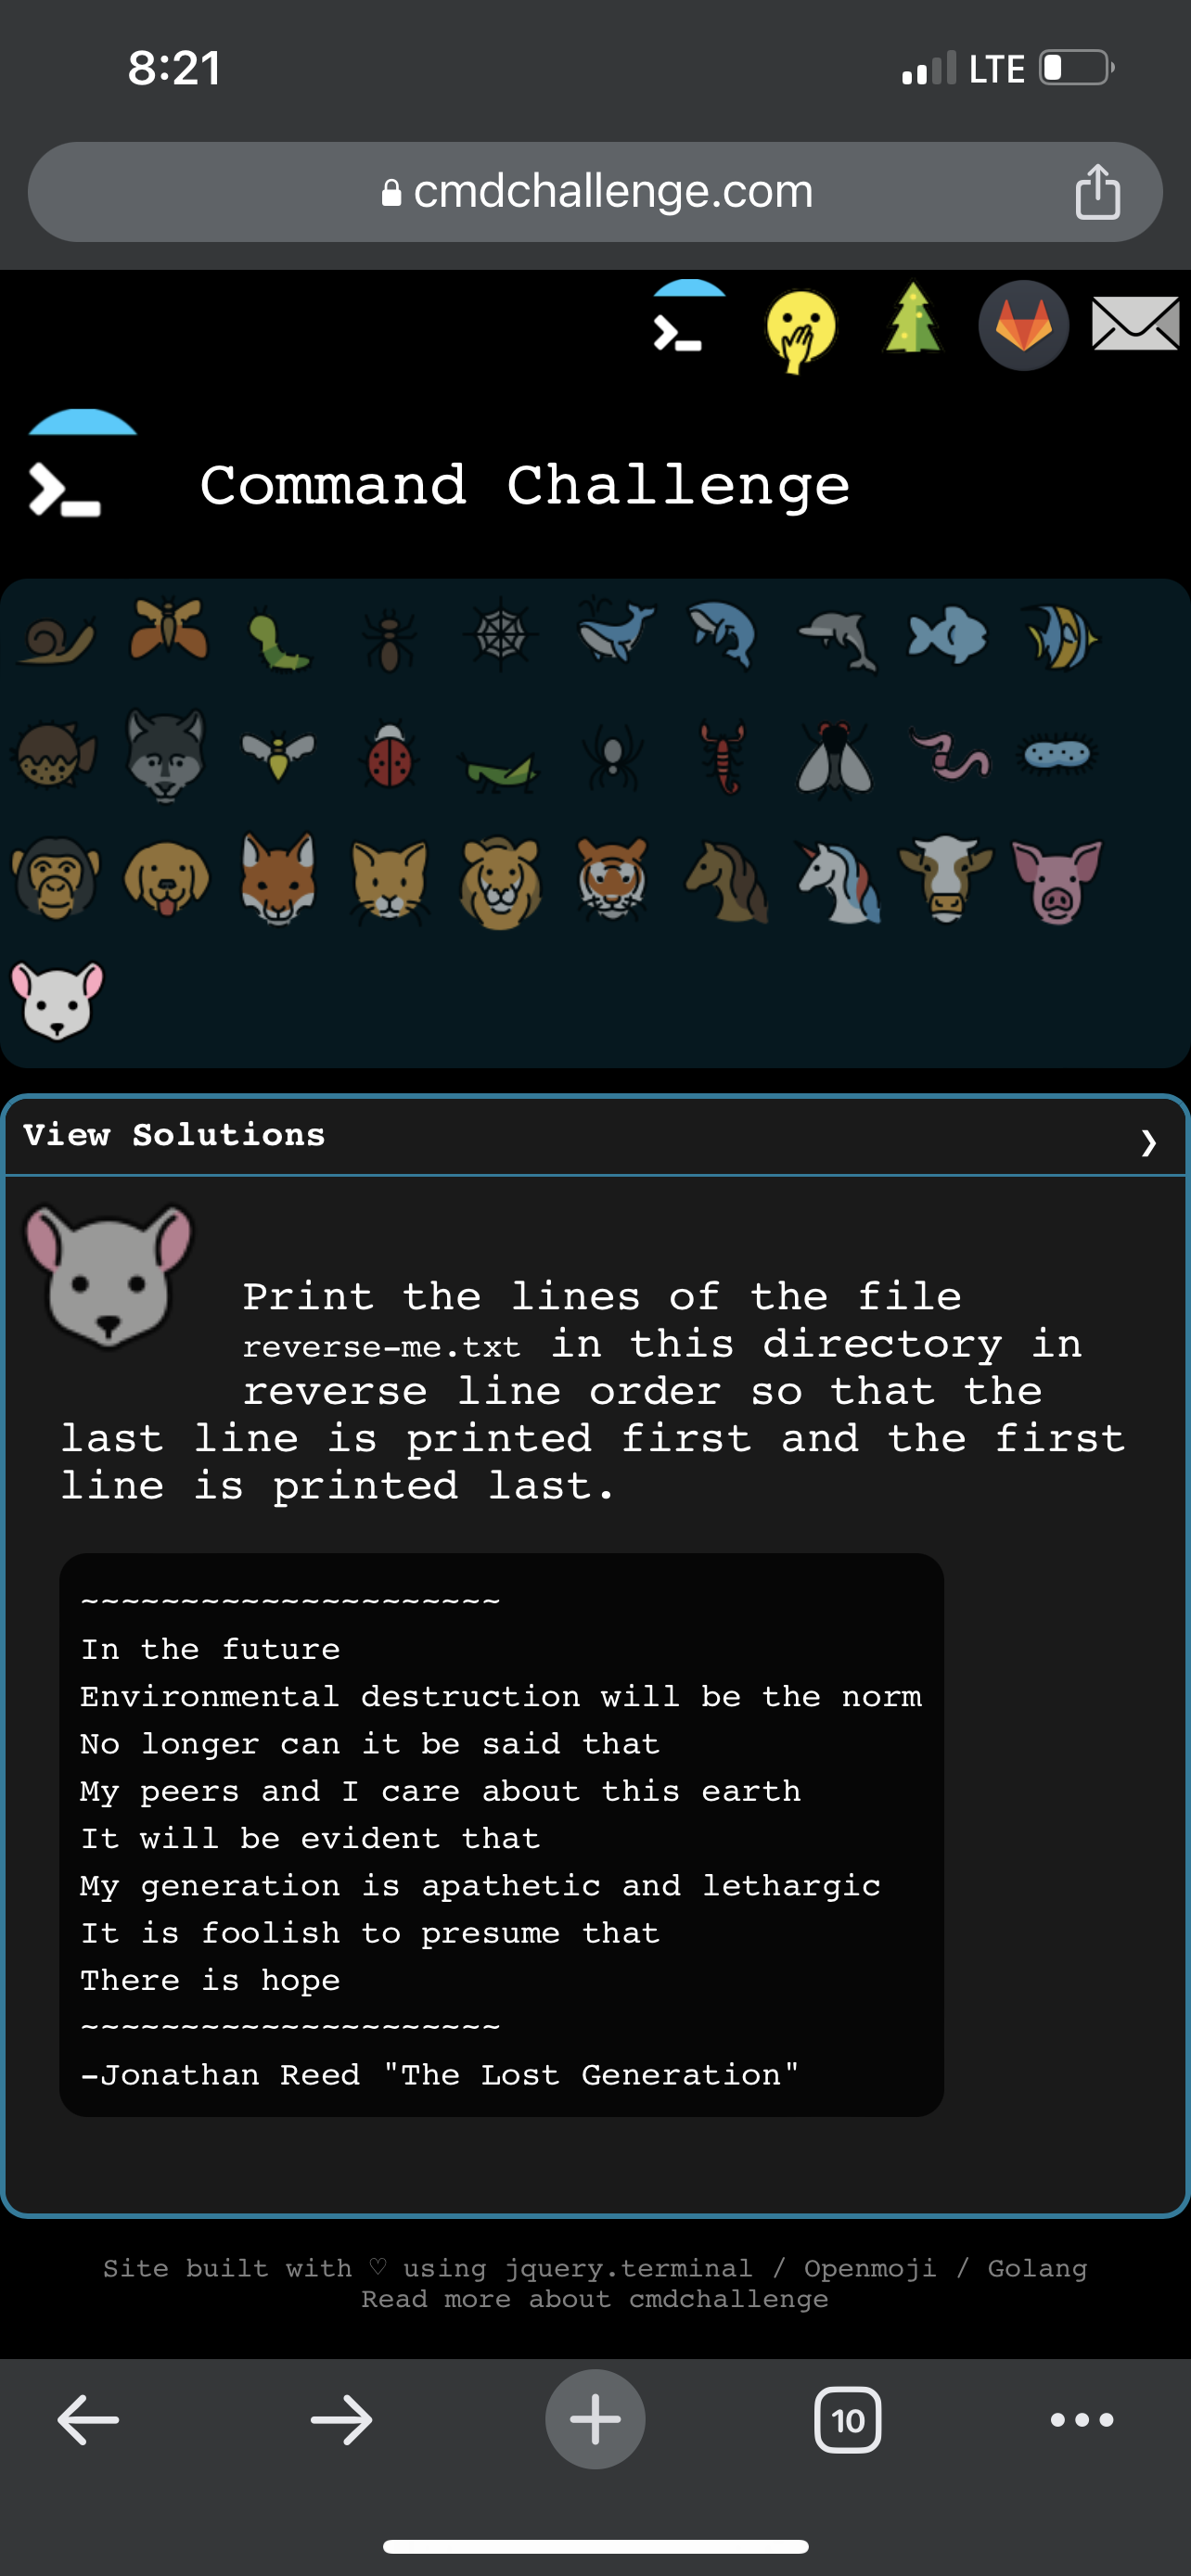 8:21
LTE
cmdchallenge.com
Command Challenge
View Solutions
Print the lines of the file
reverse-me.txt in this directory in
reverse line order so that the
last line is printed first and the first
line is printed last.
~~~~~~~~~~~~~~~~~~~~~
In the future
Environmental destruction will be the norm
No longer can it be said that
My peers and I care about this earth
It will be evident that
My generation is apathetic and lethargic
It is foolish to presume that
There is hope
~~~~~~~~~~~~~~~~~~~~~
-Jonathan Reed "The Lost Generation"
Site built with ♡ using jquery.terminal / Openmoji / Golang
Read more about cmdchallenge
10